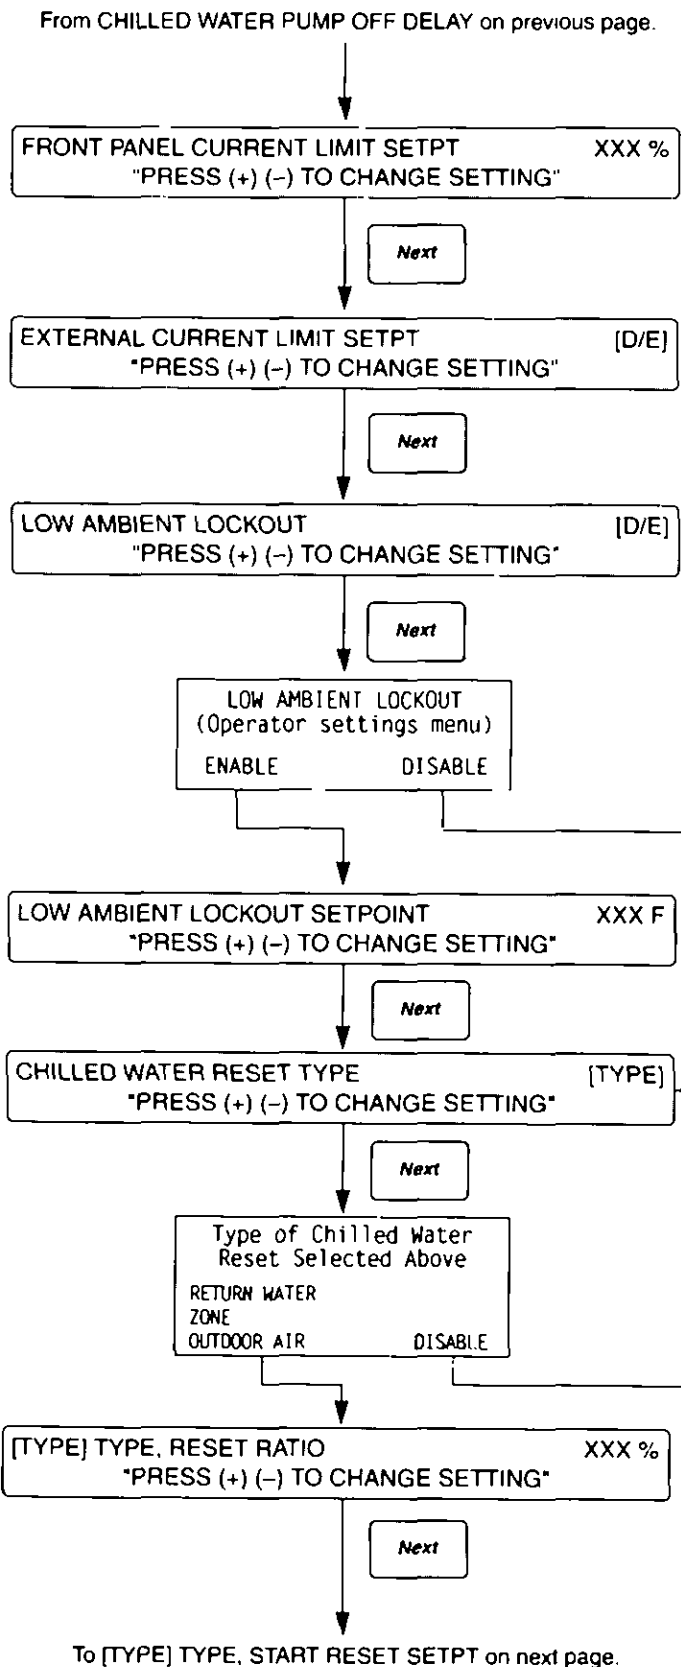 From CHILLED WATER PUMP OFF DELAY on previous page.
FRONT PANEL CURRENT LIMIT SETPT XXX %
"PRESS (+) (–) TO CHANGE SETTING"
Next
EXTERNAL CURRENT LIMIT SETPT [D/E]
"PRESS (+) (–) TO CHANGE SETTING"
Next
LOW AMBIENT LOCKOUT [D/E]
"PRESS (+) (–) TO CHANGE SETTING"
Next
LOW AMBIENT LOCKOUT
(Operator settings menu)
ENABLE DISABLE
LOW AMBIENT LOCKOUT SETPOINT XXX F
"PRESS (+) (–) TO CHANGE SETTING"
Next
CHILLED WATER RESET TYPE [TYPE]
"PRESS (+) (–) TO CHANGE SETTING"
Next
Type of Chilled Water
Reset Selected Above
RETURN WATER
ZONE
OUTDOOR AIR DISABLE
[TYPE] TYPE, RESET RATIO XXX %
"PRESS (+) (–) TO CHANGE SETTING"
Next
To [TYPE] TYPE, START RESET SETPT on next page.